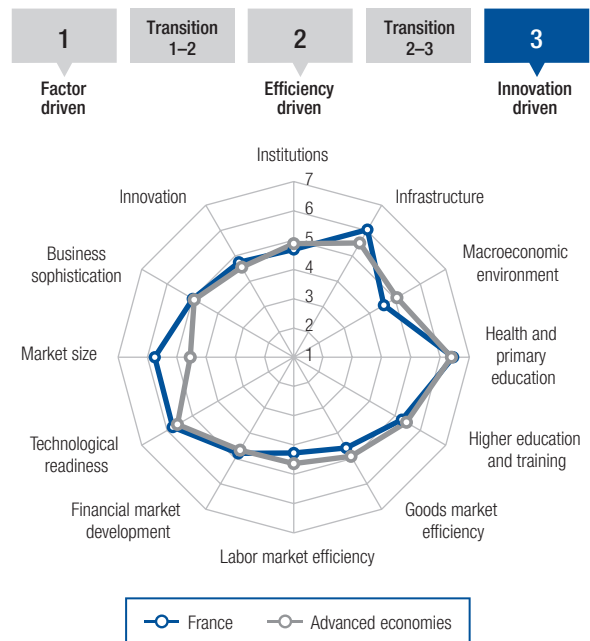 1
Transition
1–2
2
Transition
2–3
3
Factor
driven
Efficiency
driven
Innovation
driven
Institutions
7
Innovation
Infrastructure
6
Business
sophistication
5
Macroeconomic
environment
4
3
2
Market size
1
Health and
primary
education
Technological
readiness
Higher education
and training
Financial market
development
Goods market
efficiency
Labor market efficiency
France
Advanced economies